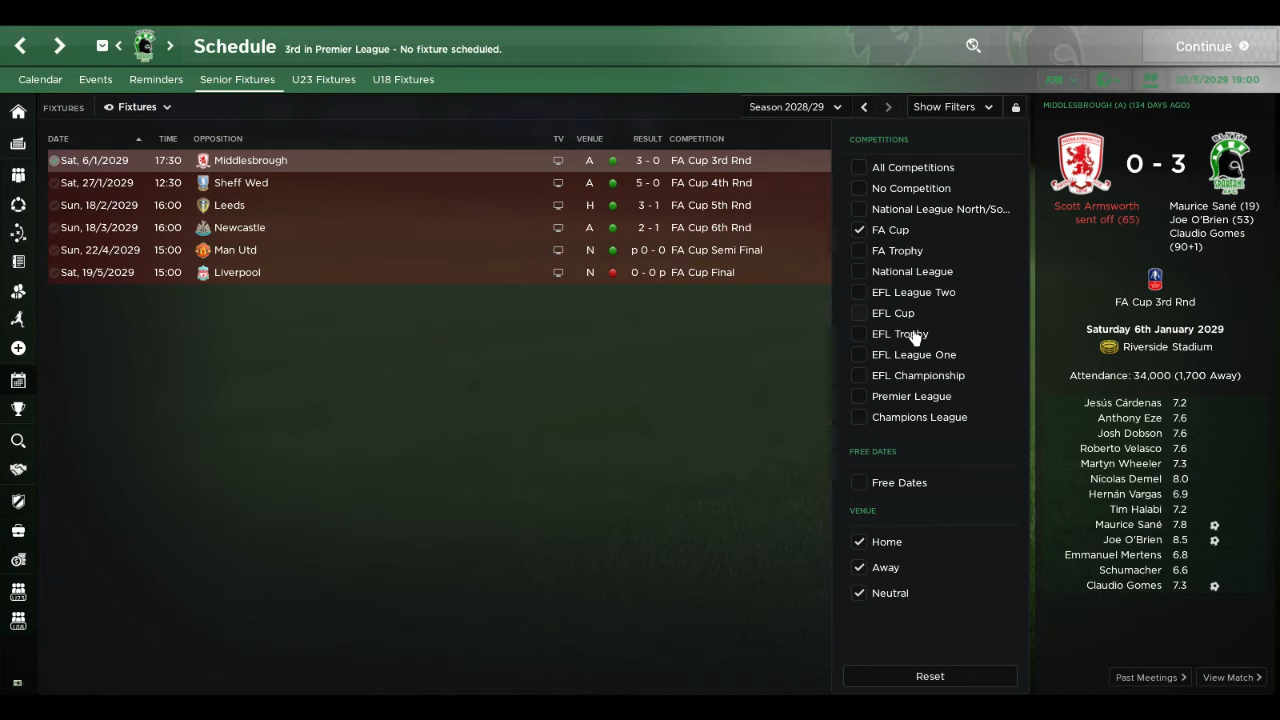 Schedule 3rd in Premier League - No fixture scheduled.
Continue
Calendar Events Reminders Senior Fixtures U23 Fixtures U18 Fixtures
30/5/2029 19:00
FIXTURES Fixtures Season 2028/29 Show Filters
DATE TIME OPPOSITION TV VENUE RESULT COMPETITION
Sat, 6/1/2029 17:30 Middlesbrough A 3 - 0 FA Cup 3rd Rnd
Sat, 27/1/2029 12:30 Sheff Wed A 5 - 0 FA Cup 4th Rnd
Sun, 18/2/2029 16:00 Leeds H 3 - 1 FA Cup 5th Rnd
Sun, 18/3/2029 16:00 Newcastle A 2 - 1 FA Cup 6th Rnd
Sun, 22/4/2029 15:00 Man Utd N p 0 - 0 FA Cup Semi Final
Sat, 19/5/2029 15:00 Liverpool N 0 - 0 p FA Cup Final
COMPETITIONS
All Competitions
No Competition
National League North/So...
FA Cup
FA Trophy
National League
EFL League Two
EFL Cup
EFL Trophy
EFL League One
EFL Championship
Premier League
Champions League
FREE DATES
Free Dates
VENUE
Home
Away
Neutral
Reset
MIDDLESBROUGH (A) (134 DAYS AGO)
0 - 3
Scott Armsworth
sent off (65)
Maurice Sané (19)
Joe O'Brien (53)
Claudio Gomes
(90+1)
FA Cup 3rd Rnd
Saturday 6th January 2029
Riverside Stadium
Attendance: 34,000 (1,700 Away)
Jesús Cárdenas 7.2
Anthony Eze 7.6
Josh Dobson 7.6
Roberto Velasco 7.6
Martyn Wheeler 7.3
Nicolas Demel 8.0
Hernán Vargas 6.9
Tim Halabi 7.2
Maurice Sané 7.8
Joe O'Brien 8.5
Emmanuel Mertens 6.8
Schumacher 6.6
Claudio Gomes 7.3
Past Meetings View Match